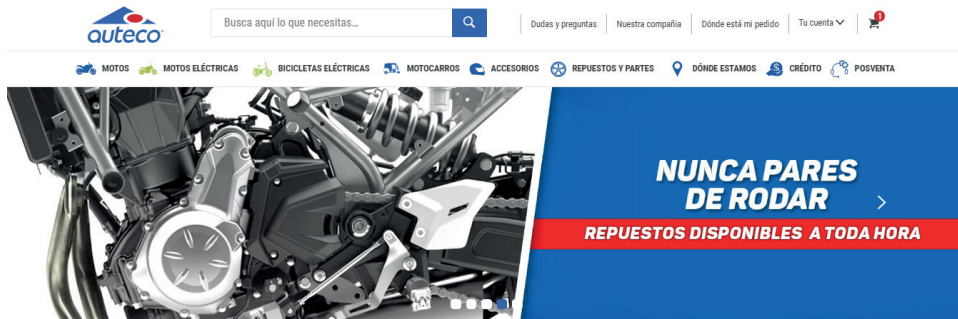 auteco
Busca aquí lo que necesitas...
Dudas y preguntas
Nuestra compañia
Dónde está mi pedido
Tu cuenta
1
MOTOS
MOTOS ELÉCTRICAS
BICICLETAS ELÉCTRICAS
MOTOCARROS
ACCESORIOS
REPUESTOS Y PARTES
DÓNDE ESTAMOS
CRÉDITO
POSVENTA
NUNCA PARES
DE RODAR
REPUESTOS DISPONIBLES A TODA HORA